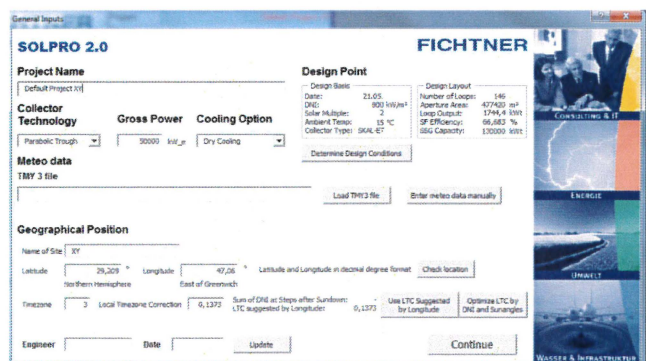 General Inputs
SOLPRO 2.0
FICHTNER
Project Name
Default Project XY
Collector Technology
Gross Power
Cooling Option
Parabolic Trough
50000 kW_e
Dry Cooling
Design Point
Design Basis
Date: 21.05.
DNI: 900 kW/m²
Solar Multiple: 2
Ambient Temp: 15 °C
Collector Type: SKAL-ET
Design Layout
Number of Loops: 146
Aperture Area: 477420 m²
Loop Output: 1744,4 kWt
SF Efficiency: 66,683 %
SSG Capacity: 130000 kWt
Determine Design Conditions
Meteo data
TMY 3 file
Load TMY3 file
Enter meteo data manually
Geographical Position
Name of Site XY
Latitude 29,209 ° Longitude 47,06 ° Latitude and Longitude in decimal degree format Check location
Northern Hemisphere East of Greenwich
Timezone 3 Local Timezone Correction 0,1373
Sum of DNI at Steps after Sundown: -
LTC suggested by Longitude: 0,1373
Use LTC Suggested by Longitude
Optimize LTC by DNI and Sunangles
Engineer
Date
Update
Continue
CONSULTING & IT
ENERGIE
UMWELT
WASSER & INFRASTRUKTUR